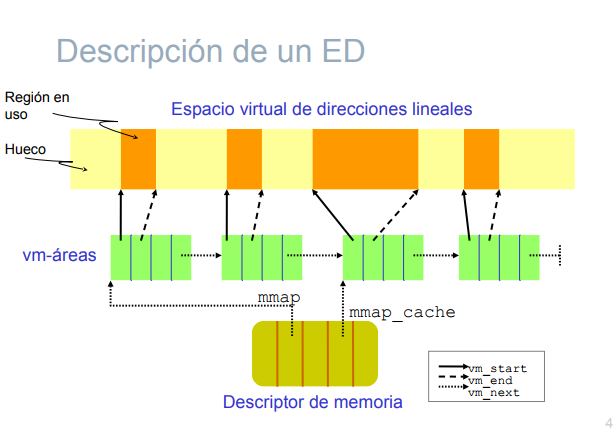 Descripción de un ED
Región en
uso
Espacio virtual de direcciones lineales
Hueco
vm-áreas
mmap
mmap_cache
Descriptor de memoria
vm_start
vm_end
vm_next
4